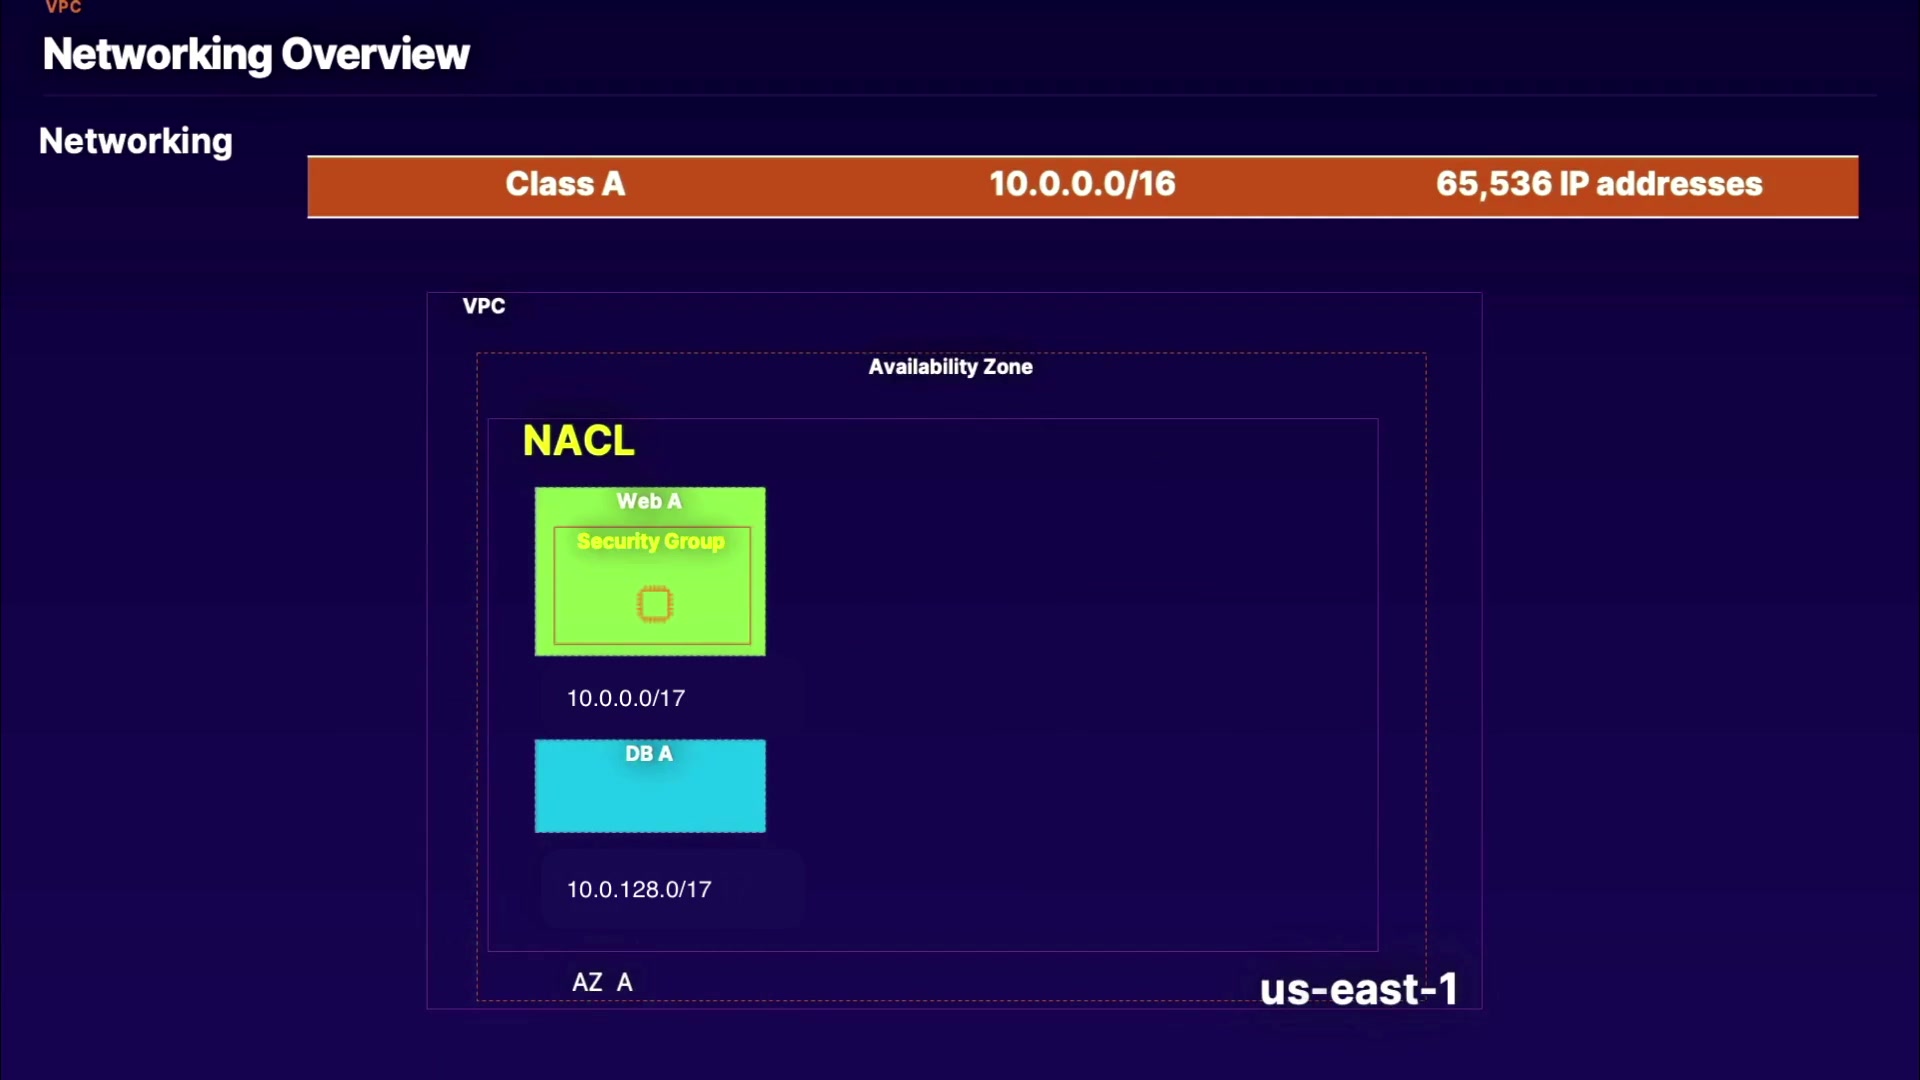 VPC
Networking Overview
Networking
Class A 10.0.0.0/16 65,536 IP addresses
VPC
Availability Zone
NACL
Web A
Security Group
10.0.0.0/17
DB A
10.0.128.0/17
AZ A
us-east-1